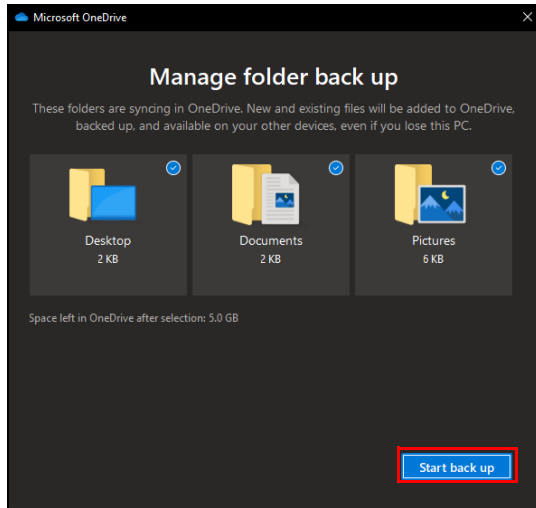 Microsoft OneDrive
Manage folder back up
These folders are syncing in OneDrive. New and existing files will be added to OneDrive,
backed up, and available on your other devices, even if you lose this PC.
Desktop
2 KB
Documents
2 KB
Pictures
6 KB
Space left in OneDrive after selection: 5.0 GB
Start back up